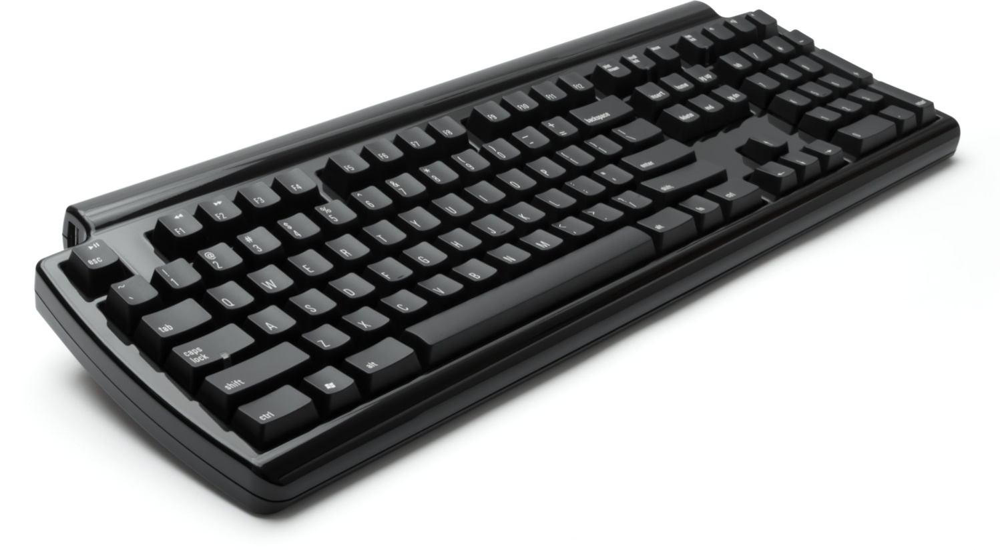 esc
F1
F2
F3
F4
F5
F6
F7
F8
F9
F10
F11
F12
~
!
1
@
2
#
3
$
4
%
5
^
6
&
7
*
8
(
9
)
0
_
-
+
=
backspace
insert
home
pg up
tab
Q
W
E
R
T
Y
U
I
O
P
delete
end
pg dn
caps
lock
A
S
D
F
G
H
J
K
L
enter
shift
Z
X
C
V
B
N
M
shift
ctrl
alt
alt
fn
ctrl